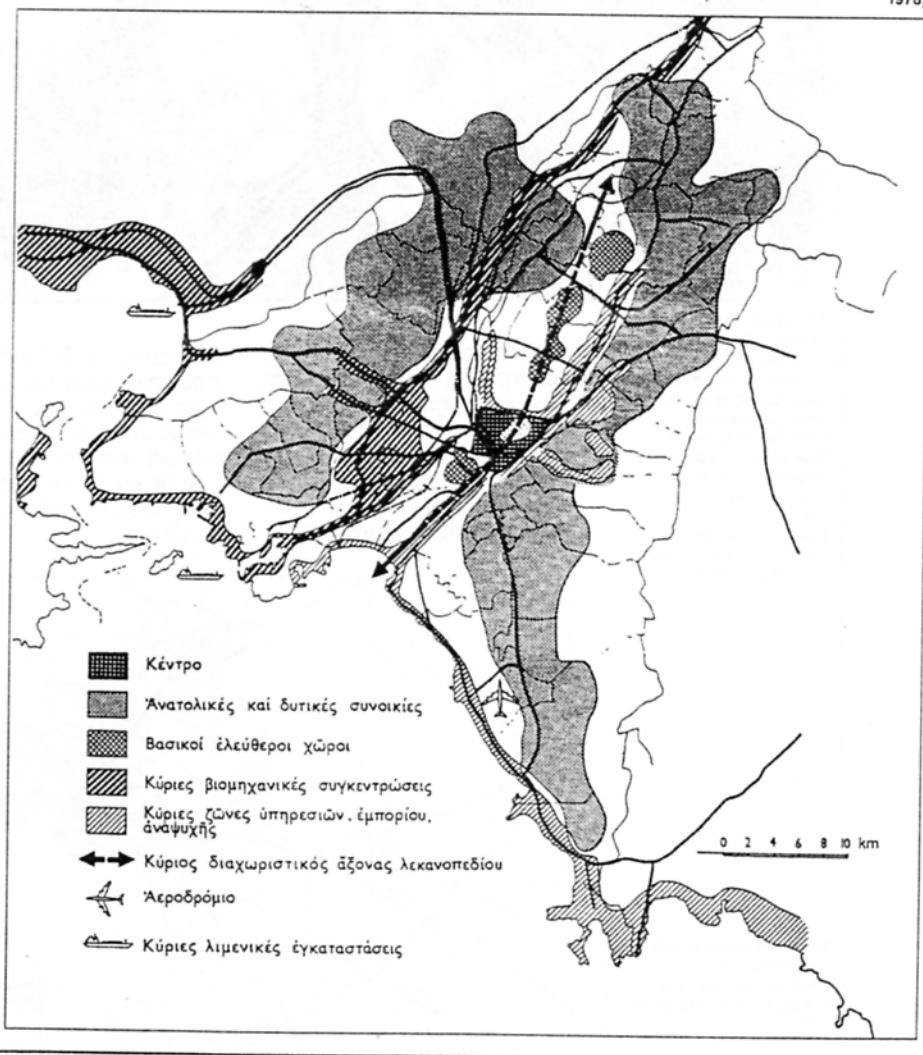 1978
Κέντρο
Ἀνατολικές καί δυτικές συνοικίες
Βασικοί ἐλεύθεροι χῶροι
Κύριες βιομηχανικές συγκεντρώσεις
Κύριες ζῶνες ὑπηρεσιῶν, ἐμπορίου,
ἀναψυχῆς
Κύριος διαχωριστικός ἄξονας λεκανοπεδίου
Ἀεροδρόμιο
Κύριες λιμενικές ἐγκαταστάσεις
0 2 4 6 8 10 km